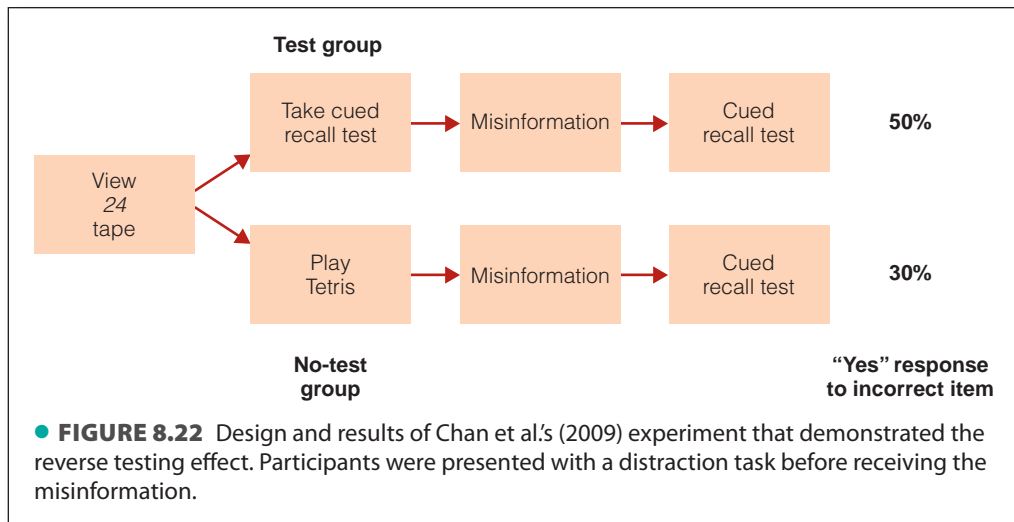 Test group
Take cued
recall test
Misinformation
Cued
recall test
50%
View
24
tape
Play
Tetris
Misinformation
Cued
recall test
30%
No-test
group
“Yes” response
to incorrect item
● FIGURE 8.22 Design and results of Chan et al.’s (2009) experiment that demonstrated the
reverse testing effect. Participants were presented with a distraction task before receiving the
misinformation.